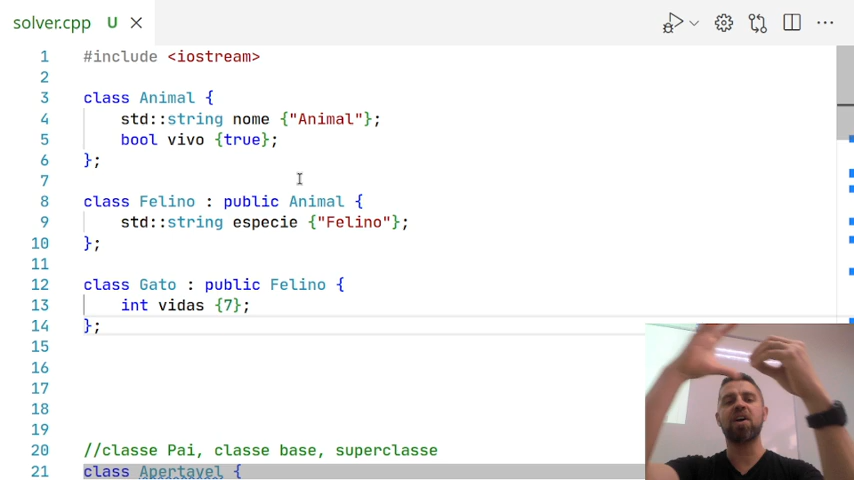 solver.cpp U
1 #include <iostream>
2
3 class Animal {
4 std::string nome {"Animal"};
5 bool vivo {true};
6 };
7
8 class Felino : public Animal {
9 std::string especie {"Felino"};
10 };
11
12 class Gato : public Felino {
13 int vidas {7};
14 };
15
16
17
18
19
20 //classe Pai, classe base, superclasse
21 class Apertavel {